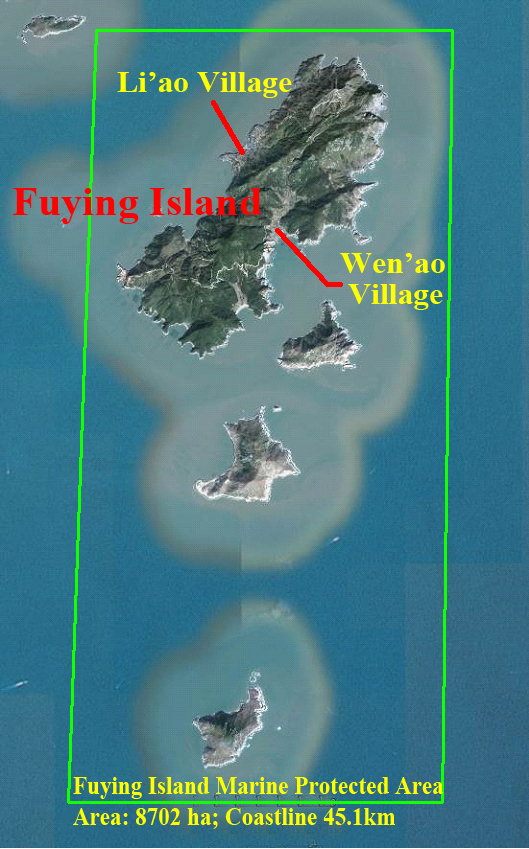 Li’ao Village
Fuying Island
Wen’ao
Village
Fuying Island Marine Protected Area
Area: 8702 ha; Coastline 45.1km